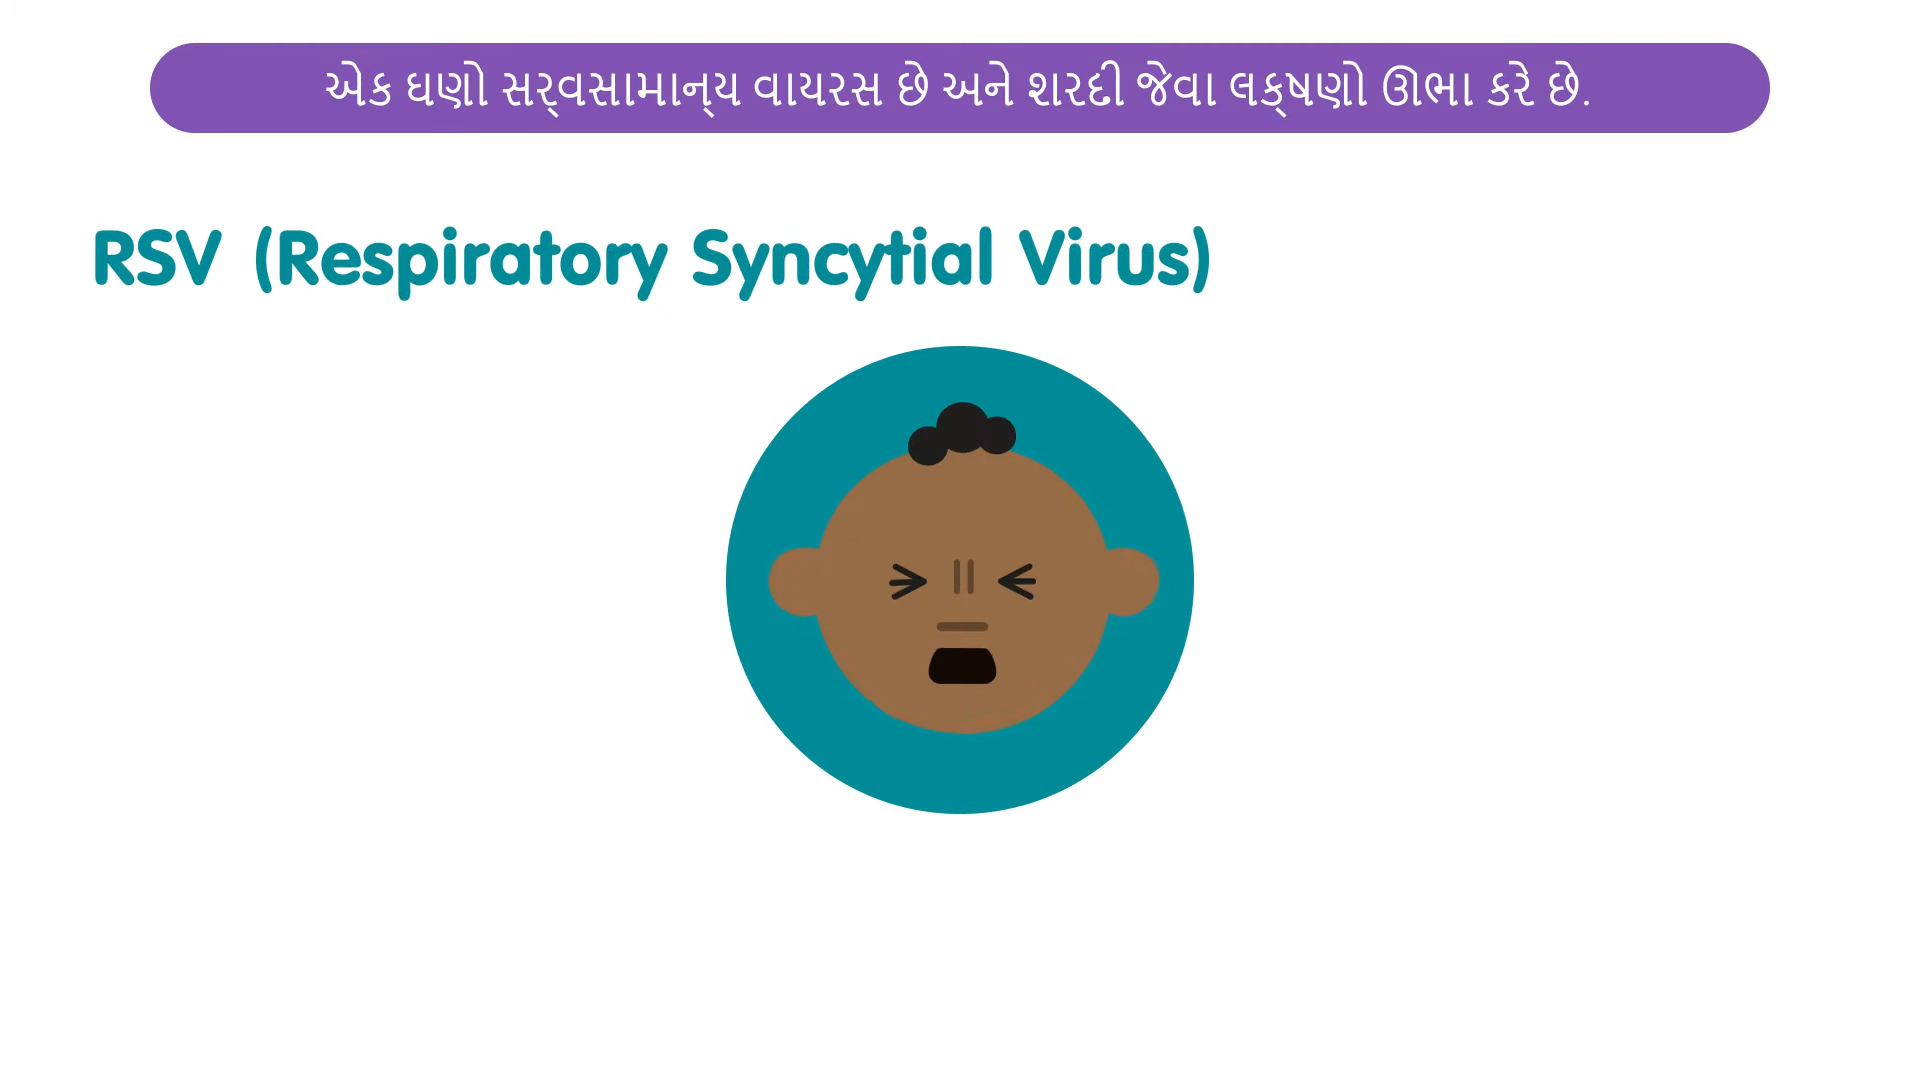 એક ઘણો સર્વસામાન્ય વાયરસ છે અને શરદી જેવા લક્ષણો ઊભા કરે છે.
RSV (Respiratory Syncytial Virus)